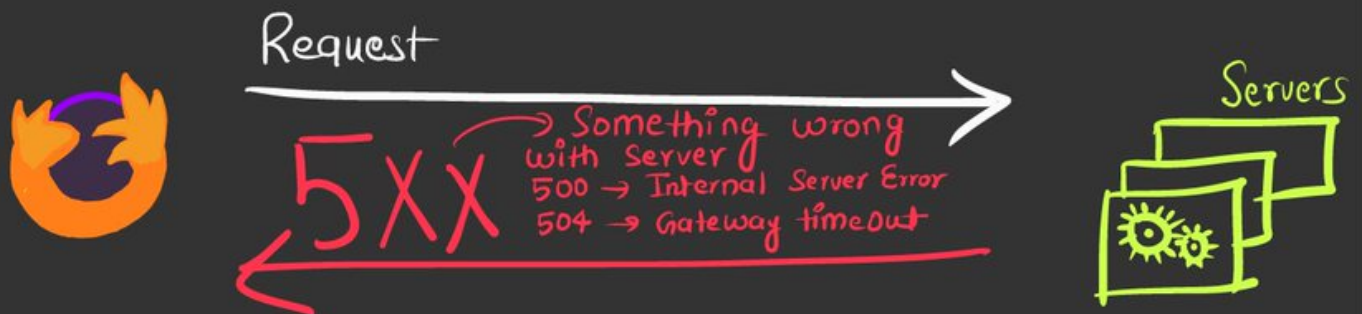 Request
Servers
5XX → Something wrong
with server
500 → Internal Server Error
504 → Gateway timeout